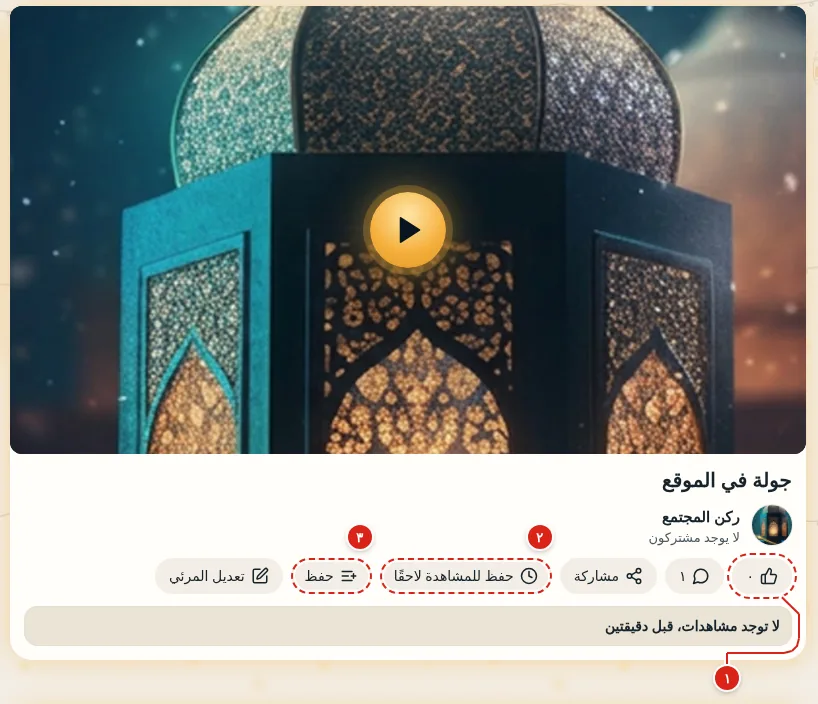 جولة في الموقع
ركن المجتمع
لا يوجد مشتركون
٢
٣
٠
١
مشاركة
حفظ للمشاهدة لاحقًا
حفظ
تعديل المرئي
لا توجد مشاهدات، قبل دقيقتين
١